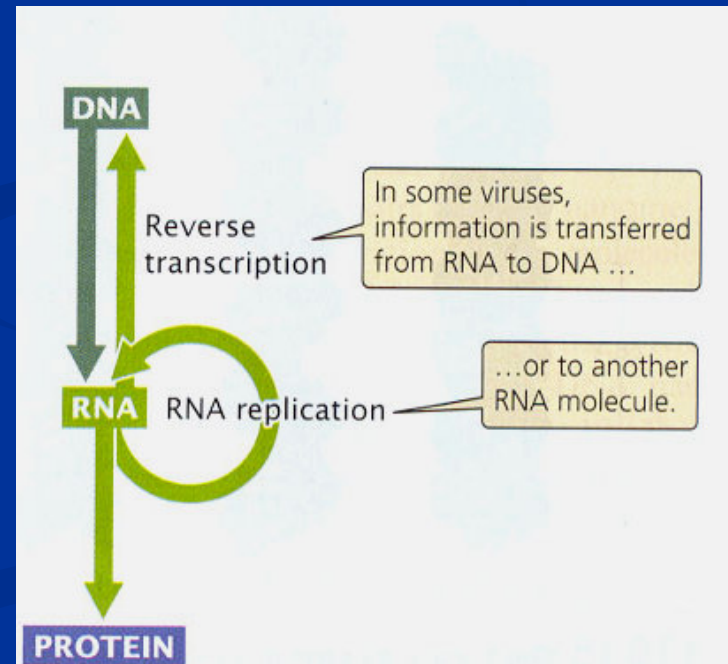 DNA
Reverse
transcription
In some viruses,
information is transferred
from RNA to DNA ...
RNA
RNA replication
...or to another
RNA molecule.
PROTEIN